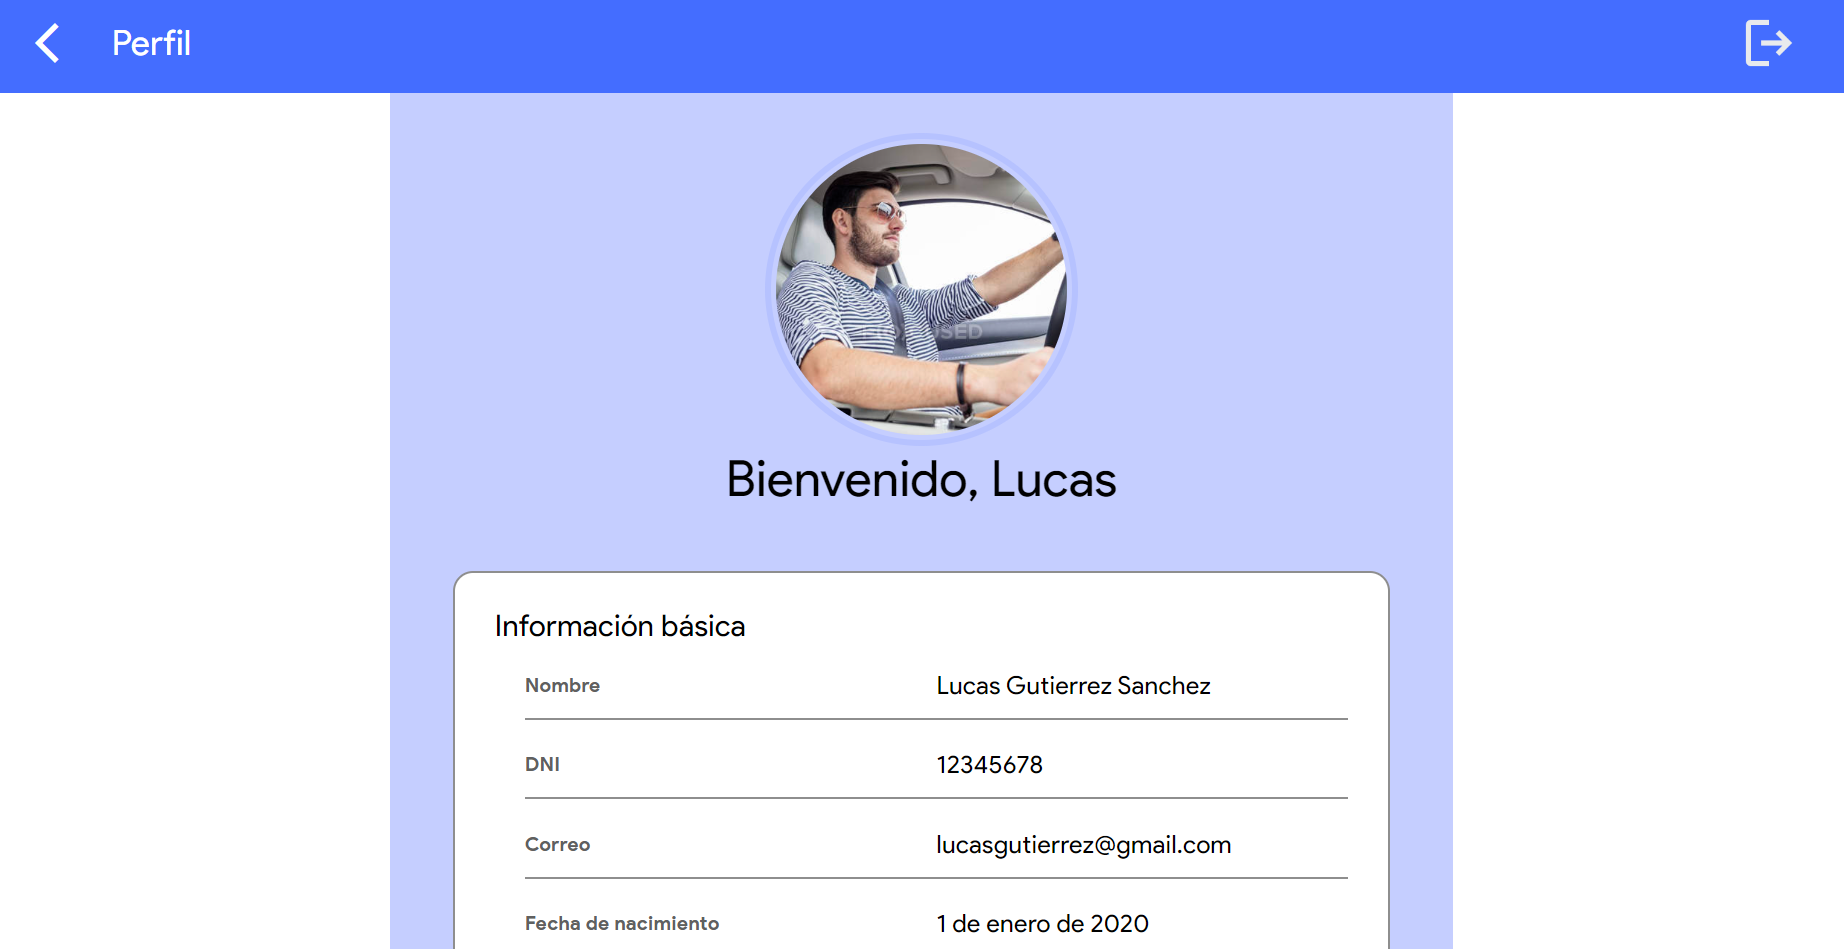 Perfil
Bienvenido, Lucas
Información básica
Nombre Lucas Gutierrez Sanchez
DNI 12345678
Correo lucasgutierrez@gmail.com
Fecha de nacimiento 1 de enero de 2020